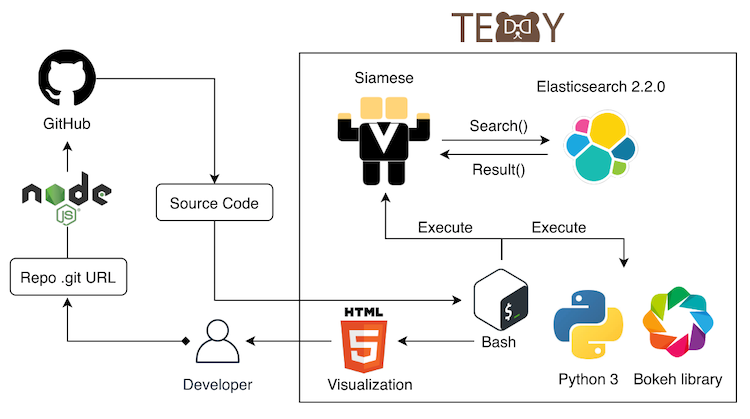 TEDDY
Siamese
Elasticsearch 2.2.0
GitHub
Search()
Result()
node
JS
Source Code
Execute
Execute
Repo .git URL
HTML
5
$_
Bash
Python 3
Bokeh library
Developer
Visualization